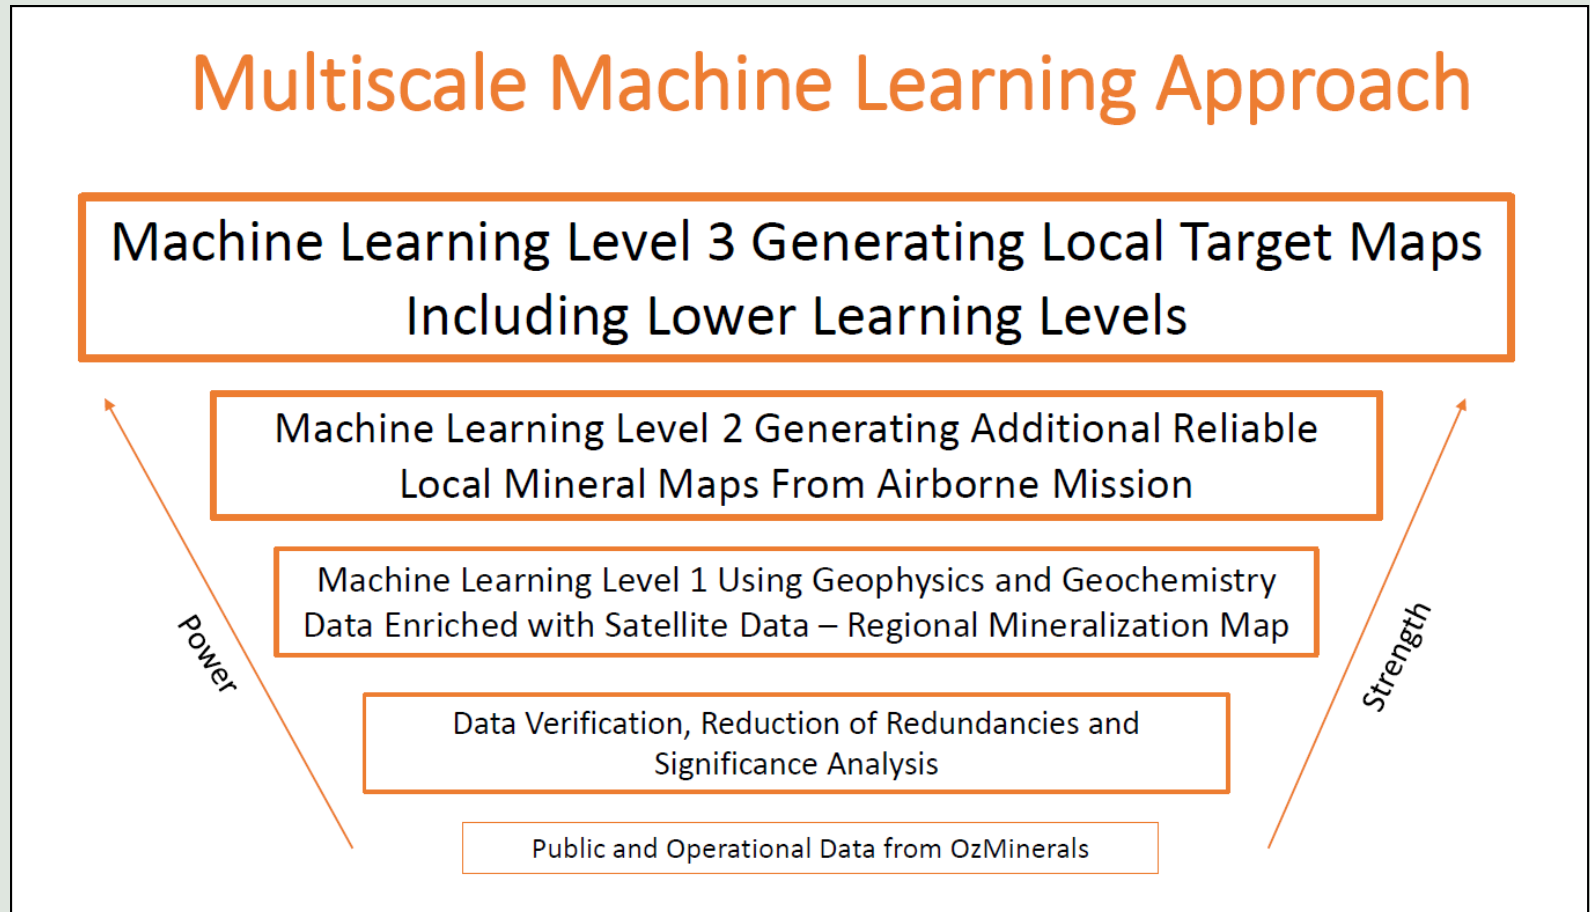 Multiscale Machine Learning Approach
Machine Learning Level 3 Generating Local Target Maps
Including Lower Learning Levels
Machine Learning Level 2 Generating Additional Reliable
Local Mineral Maps From Airborne Mission
Machine Learning Level 1 Using Geophysics and Geochemistry
Data Enriched with Satellite Data – Regional Mineralization Map
Power
Strength
Data Verification, Reduction of Redundancies and
Significance Analysis
Public and Operational Data from OzMinerals